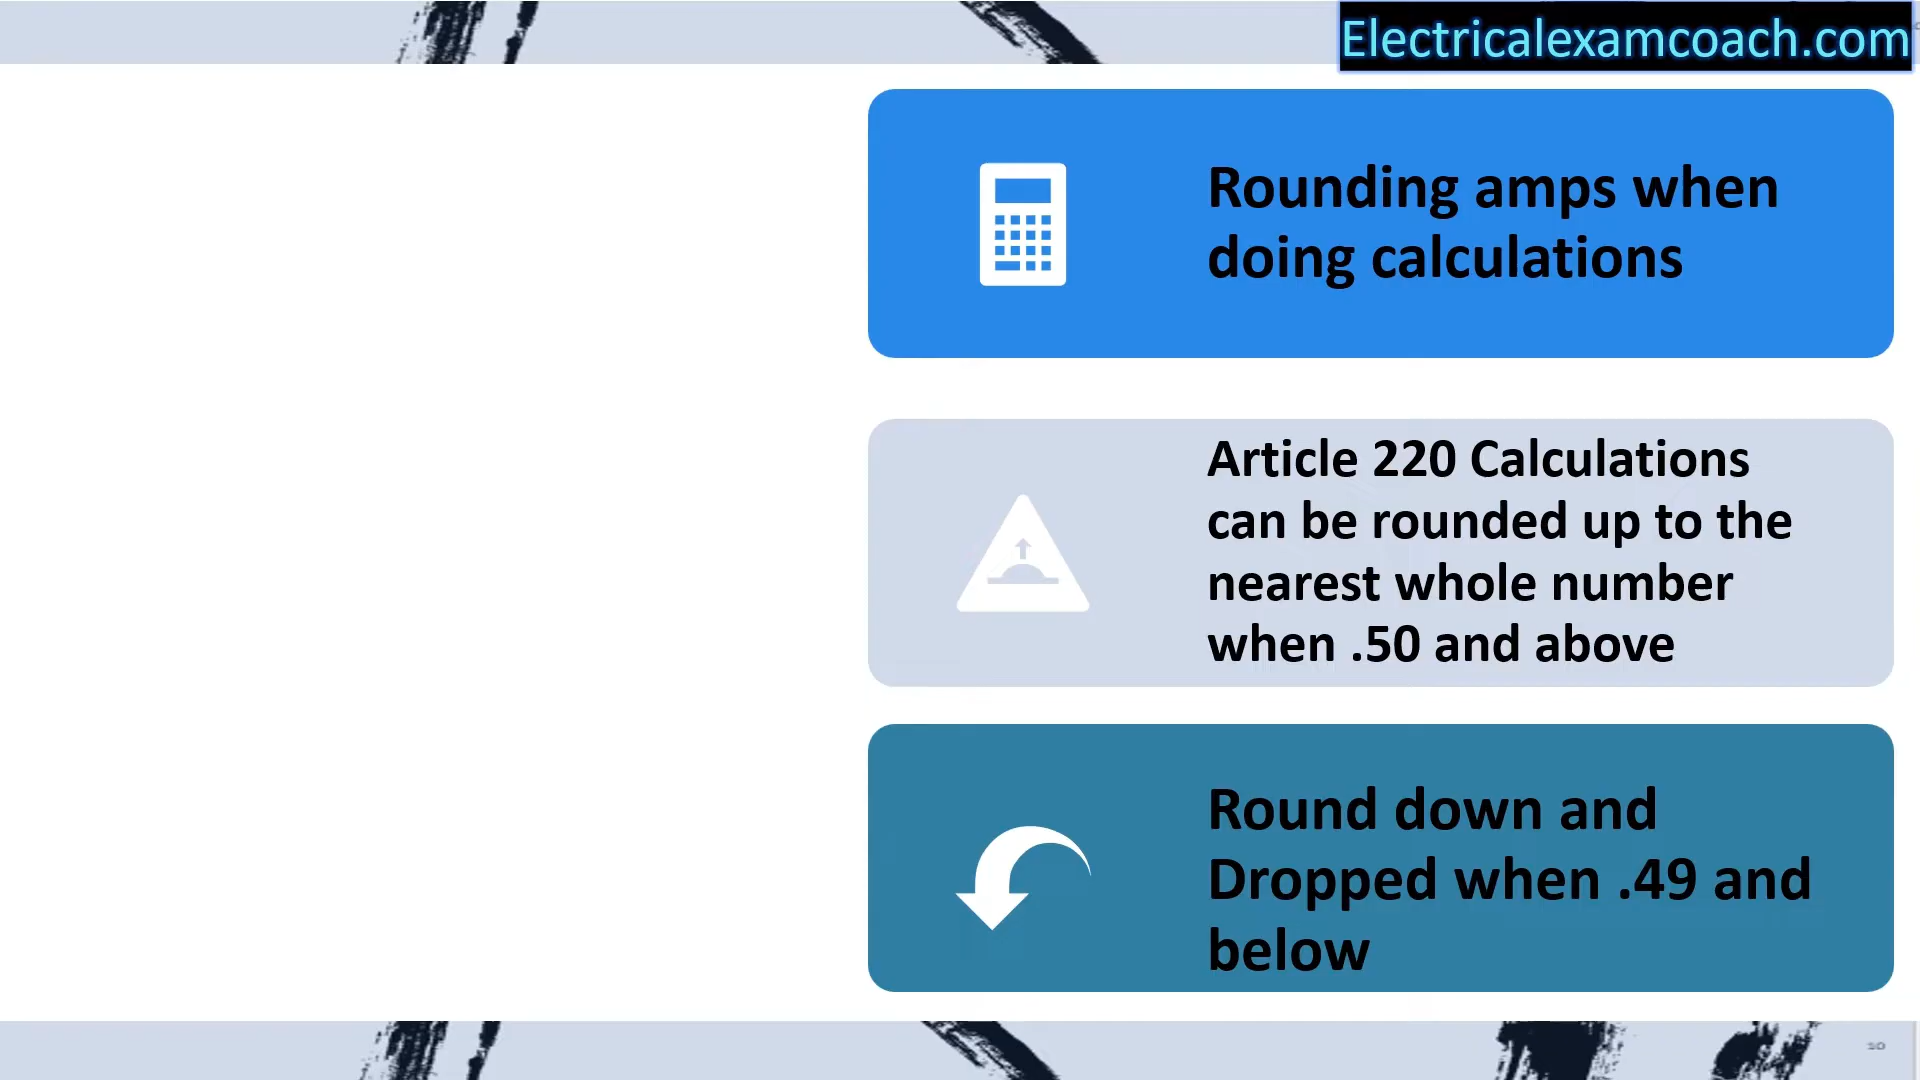 Electricalexamcoach.com
Rounding amps when
doing calculations
Article 220 Calculations
can be rounded up to the
nearest whole number
when .50 and above
Round down and
Dropped when .49 and
below
10